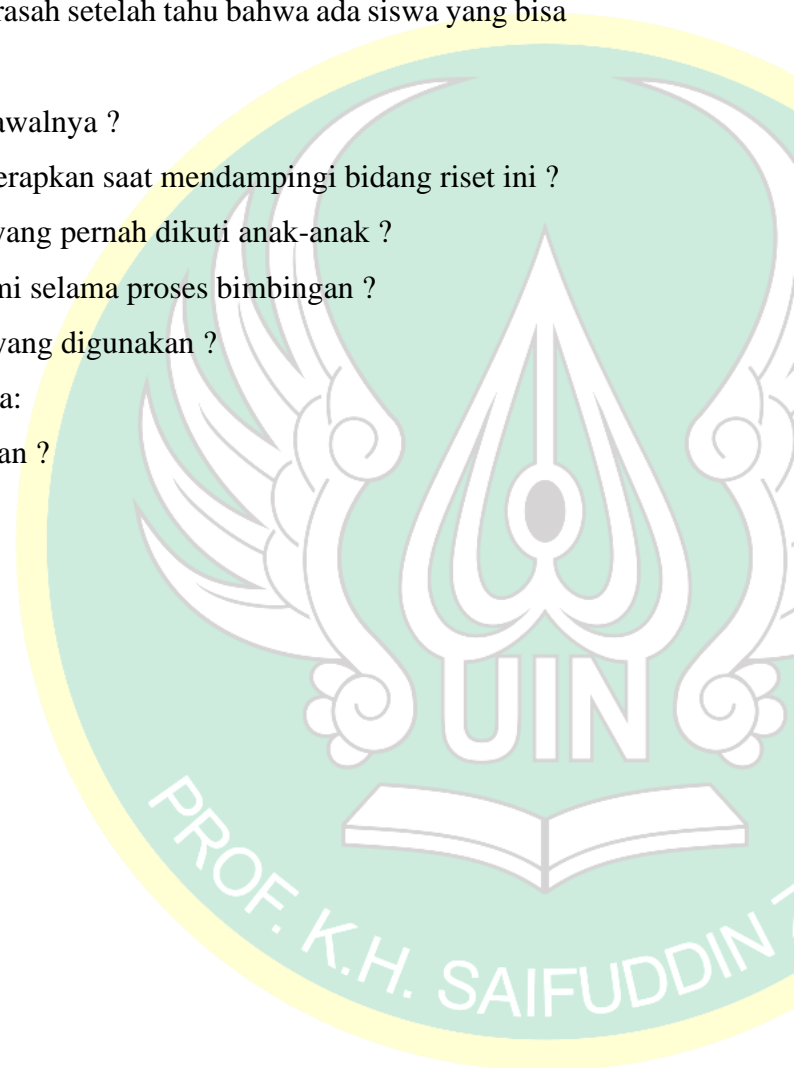 rasah setelah tahu bahwa ada siswa yang bisa
awalnya ?
erapkan saat mendampingi bidang riset ini ?
yang pernah dikuti anak-anak ?
mi selama proses bimbingan ?
yang digunakan ?
a:
an ?
UIN
PROF. K.H. SAIFUDDIN Z